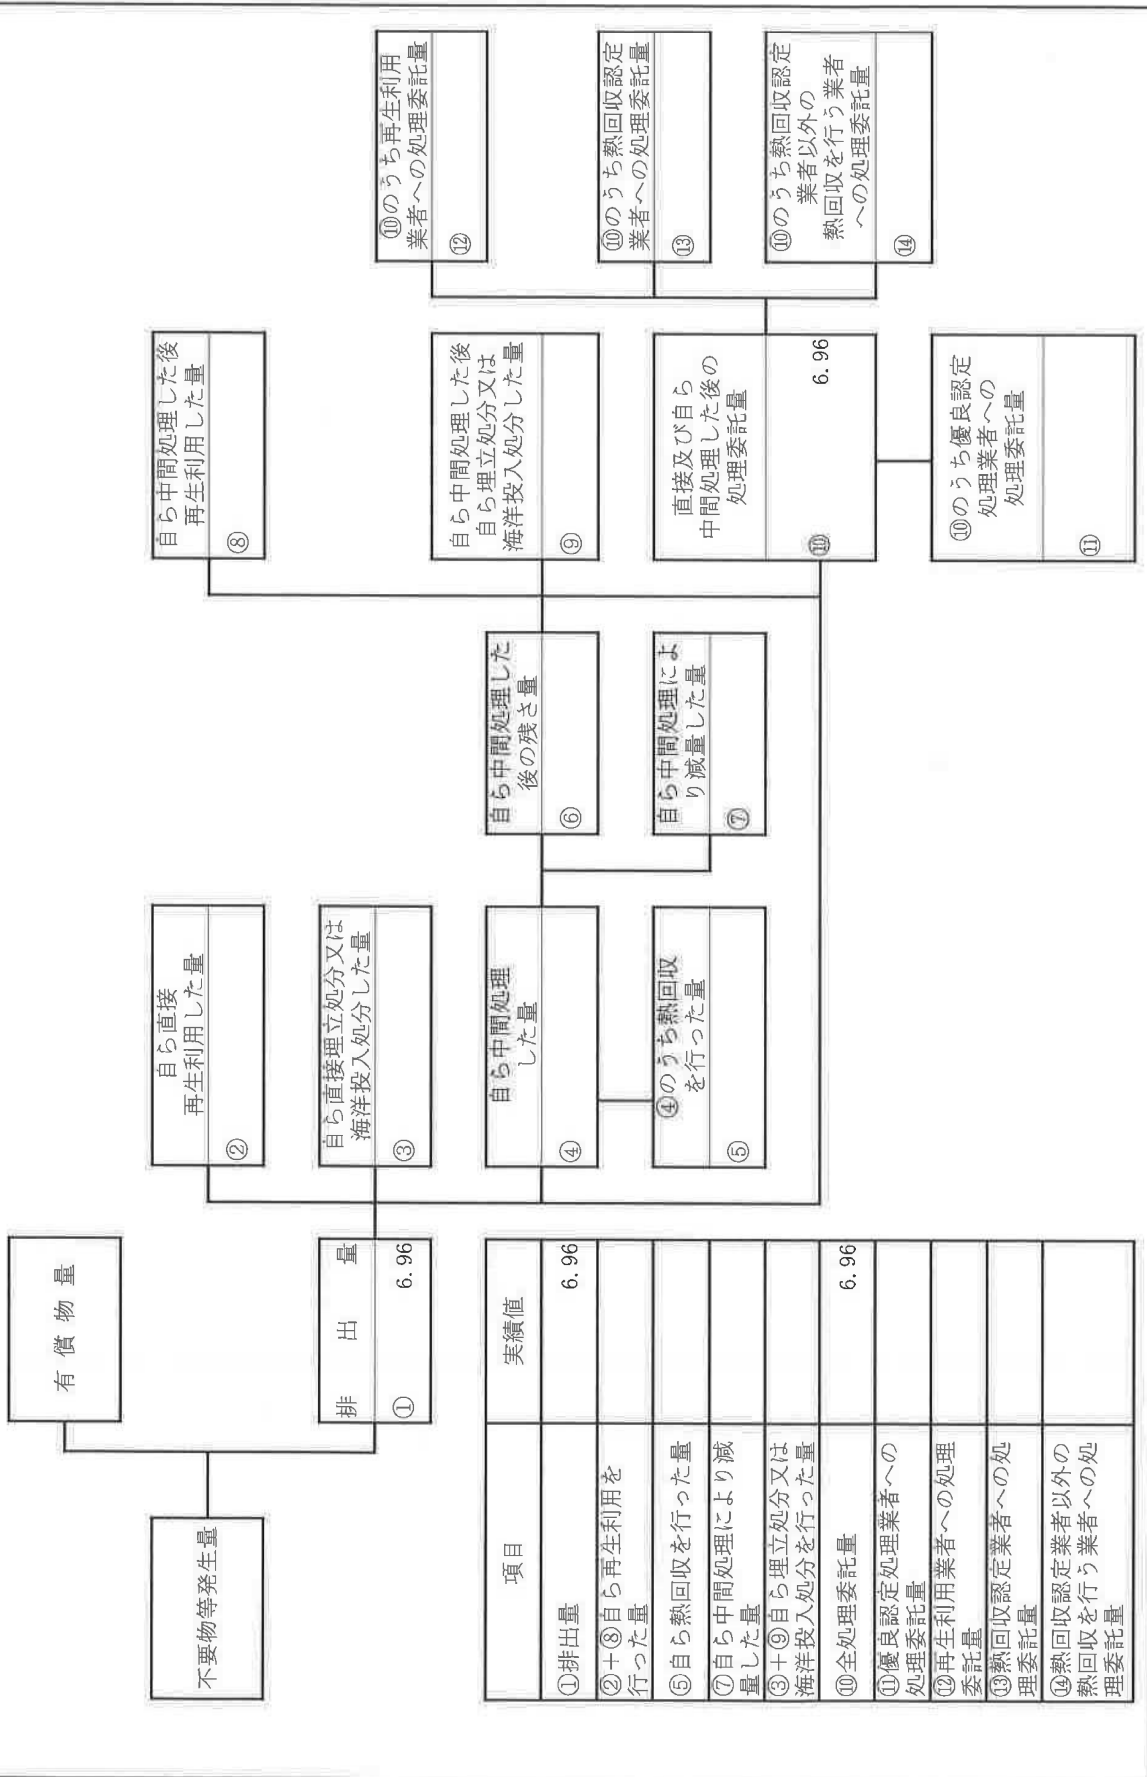 有償物量
不要物等発生量
排出量
① 6.96
自ら直接
再生利用した量
②
自ら直接埋立処分又は
海洋投入処分した量
③
自ら中間処理
した量
④
④のうち熱回収
を行った量
⑤
自ら中間処理した
後の残さ量
⑥
自ら中間処理によ
り減量した量
⑦
自ら中間処理した後
再生利用した量
⑧
自ら中間処理した後
自ら埋立処分又は
海洋投入処分した量
⑨
直接及び自ら
中間処理した後の
処理委託量
⑩ 6.96
⑩のうち優良認定
処理業者への
処理委託量
⑪
⑩のうち再生利用
業者への処理委託量
⑫
⑩のうち熱回収認定
業者への処理委託量
⑬
⑩のうち熱回収認定
業者以外の
熱回収を行う業者
への処理委託量
⑭
項目 実績値
①排出量 6.96
②+⑧自ら再生利用を
行った量
⑤自ら熱回収を行った量
⑦自ら中間処理により減
量した量
③+⑨自ら埋立処分又は
海洋投入処分を行った量
⑩全処理委託量 6.96
⑪優良認定処理業者への
処理委託量
⑫再生利用業者への処理
委託量
⑬熱回収認定業者への処
理委託量
⑭熱回収認定業者以外の
熱回収を行う業者への処
理委託量